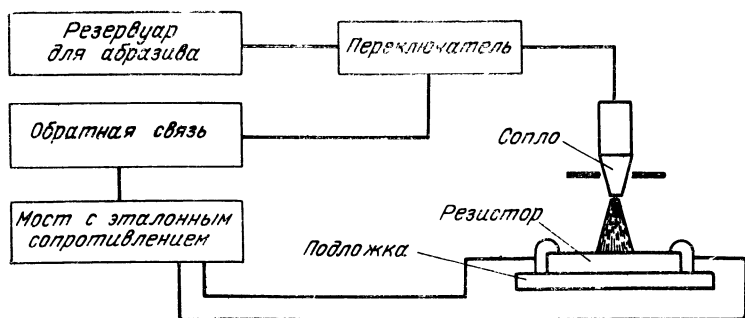 Резервуар
для абразива
Переключатель
Обратная связь
Сопло
Мост с эталонным
сопротивлением
Резистор
Подложка